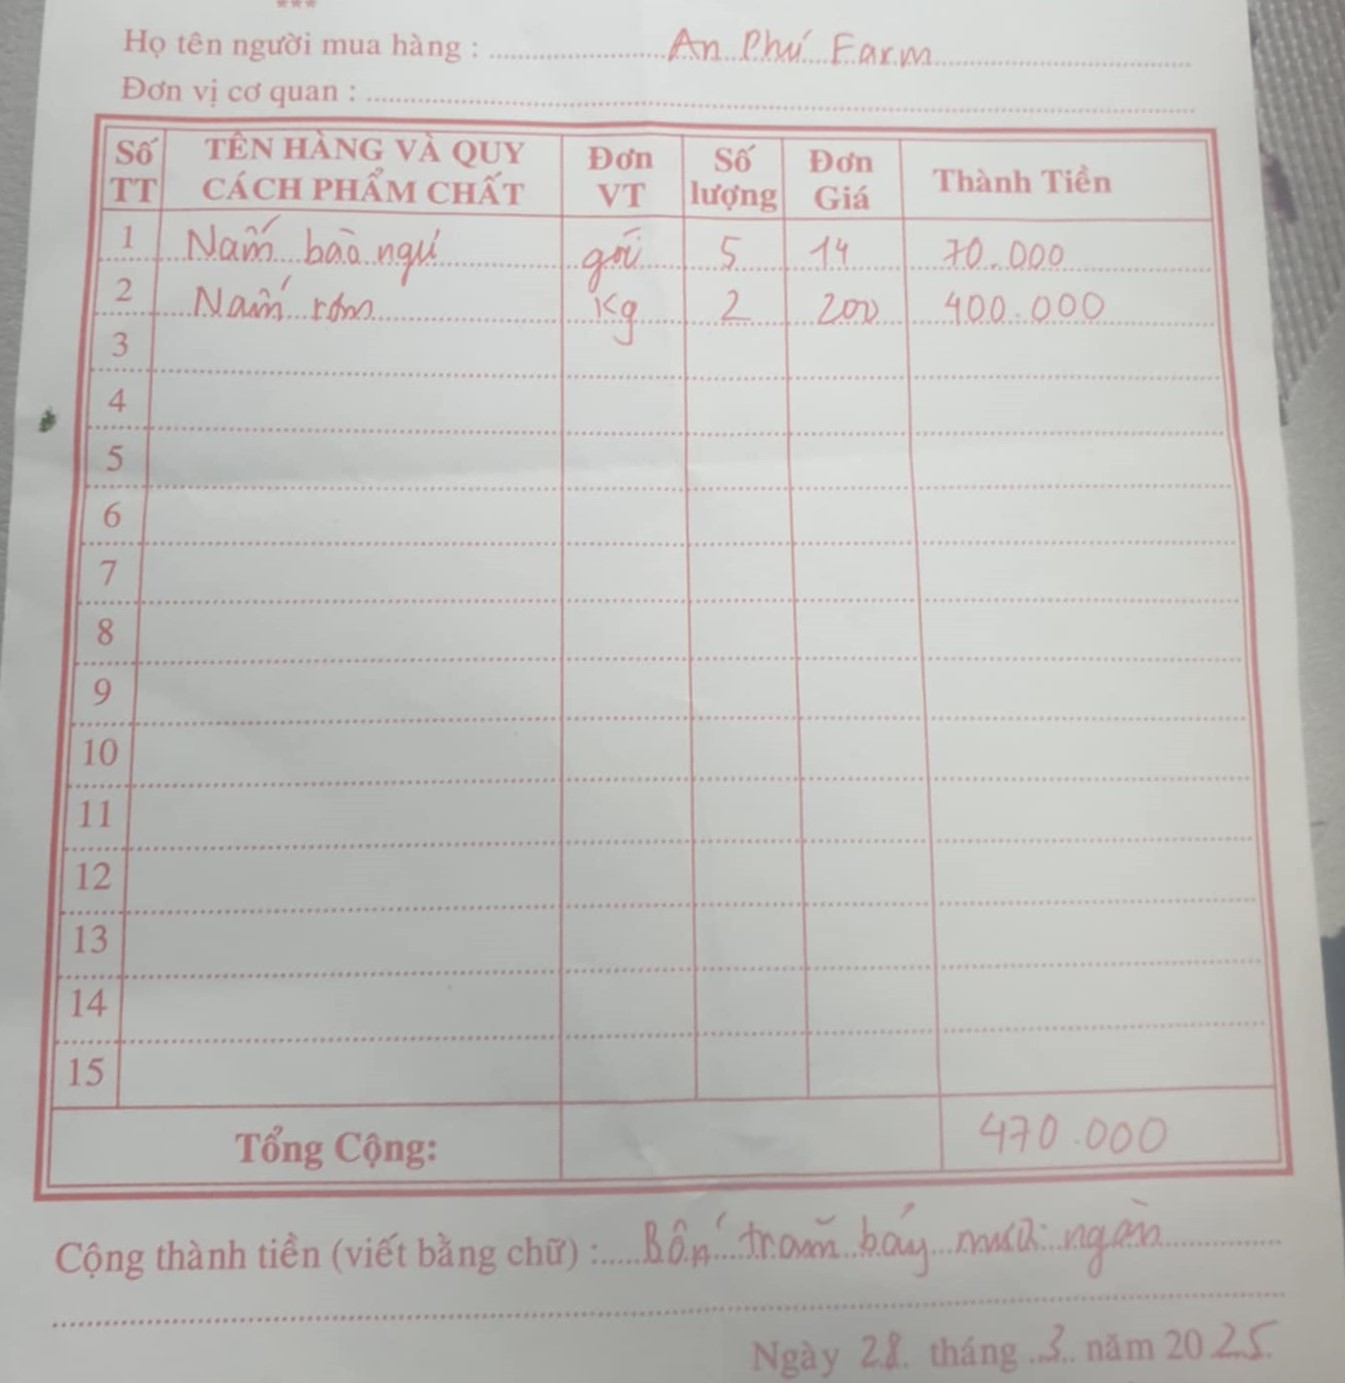 ***
Họ tên người mua hàng : An Phú Farm
Đơn vị cơ quan :
Số TT TÊN HÀNG VÀ QUY CÁCH PHẨM CHẤT Đơn VT Số lượng Đơn Giá Thành Tiền
1 Nấm bào ngư gói 5 14 70.000
2 Nấm rơm Kg 2 200 400.000
3
4
5
6
7
8
9
10
11
12
13
14
15
Tổng Cộng: 470.000
Cộng thành tiền (viết bằng chữ) : Bốn trăm bảy mươi ngàn
Ngày 28 tháng 3 năm 2025